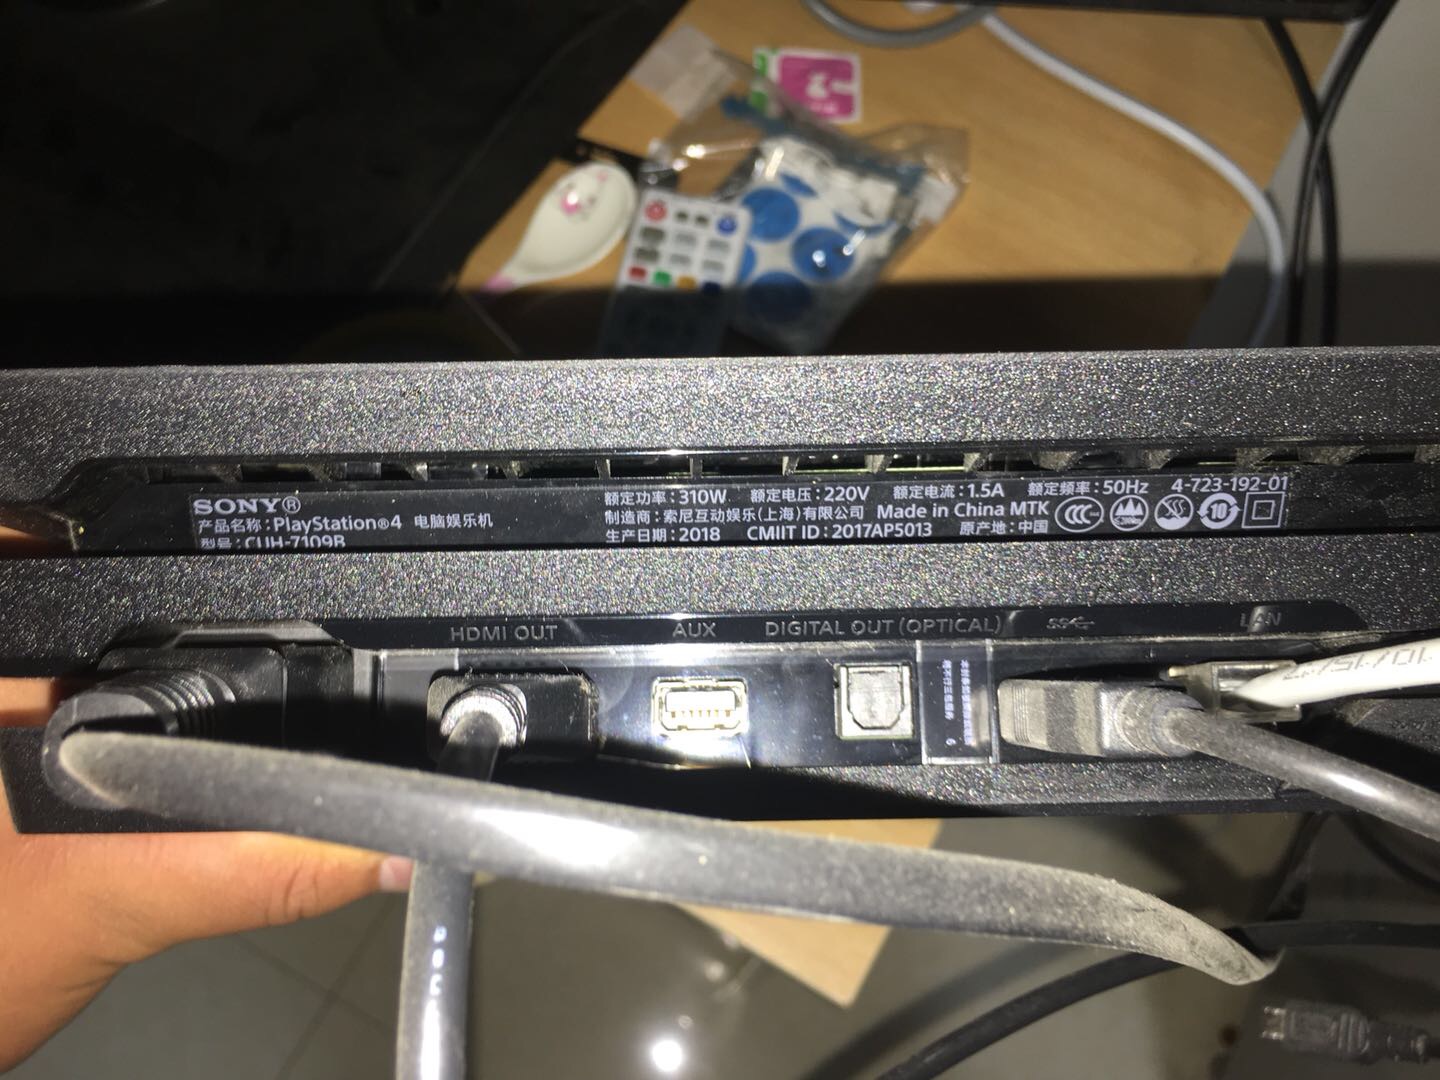 SONY®
产品名称：PlayStation®4 电脑娱乐机
型号：CUH-7109B
额定功率：310W 额定电压：220V 额定电流：1.5A 额定频率：50Hz 4-723-192-01
制造商：索尼互动娱乐(上海)有限公司 Made in China MTK
生产日期：2018 CMIIT ID：2017AP5013 原产地：中国
10
HDMI OUT AUX DIGITAL OUT (OPTICAL) LAN